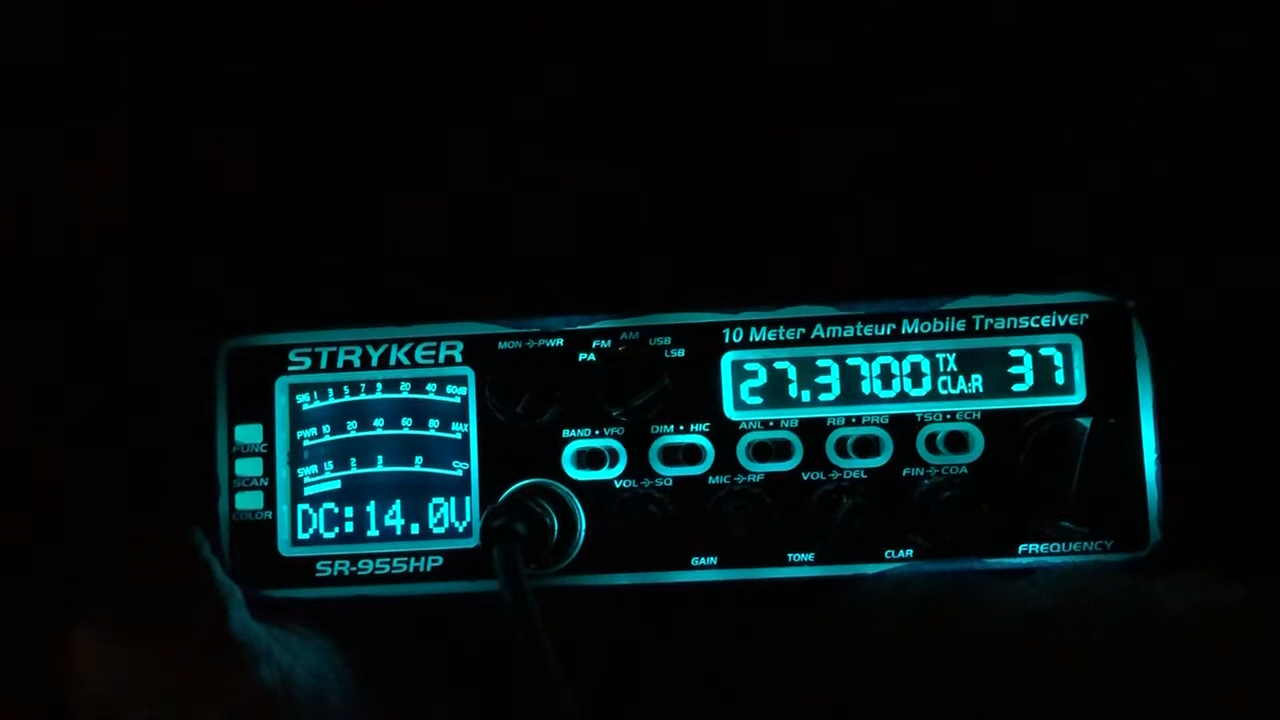 STRYKER
SIG 1 3 5 7 9 20 40 60dB
PWR 10 20 40 60 80 MAX
SWR 1.5 2 3 10 ∞
DC:14.0V
SR-955HP
FUNC
SCAN
COLOR
MON → PWR
PA FM AM USB LSB
10 Meter Amateur Mobile Transceiver
27.3700 TX CLA:R 37
BAND • VFO
DIM • HIC
ANL • NB
RB • PRG
TSQ • ECH
VOL → SQ
MIC → RF
VOL → DEL
FIN → COA
GAIN
TONE
CLAR
FREQUENCY